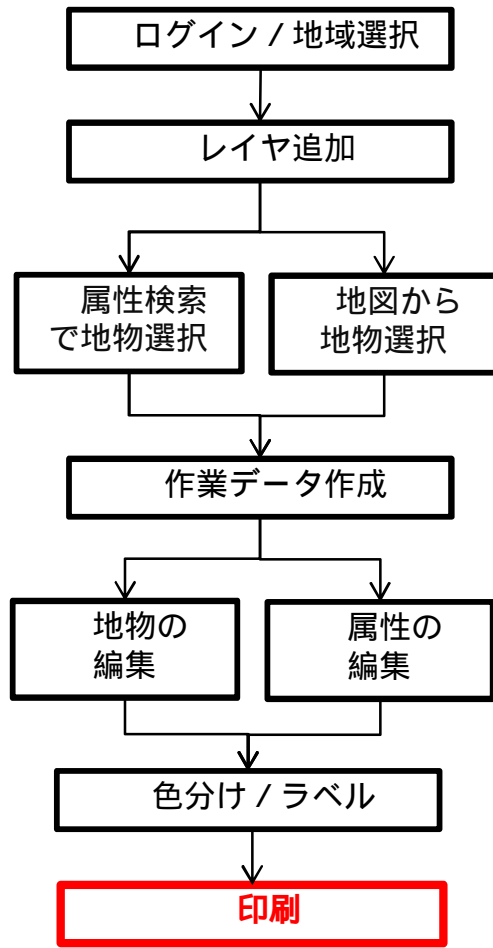 ログイン / 地域選択
レイヤ追加
属性検索
で地物選択
地図から
地物選択
作業データ作成
地物の
編集
属性の
編集
色分け / ラベル
印刷